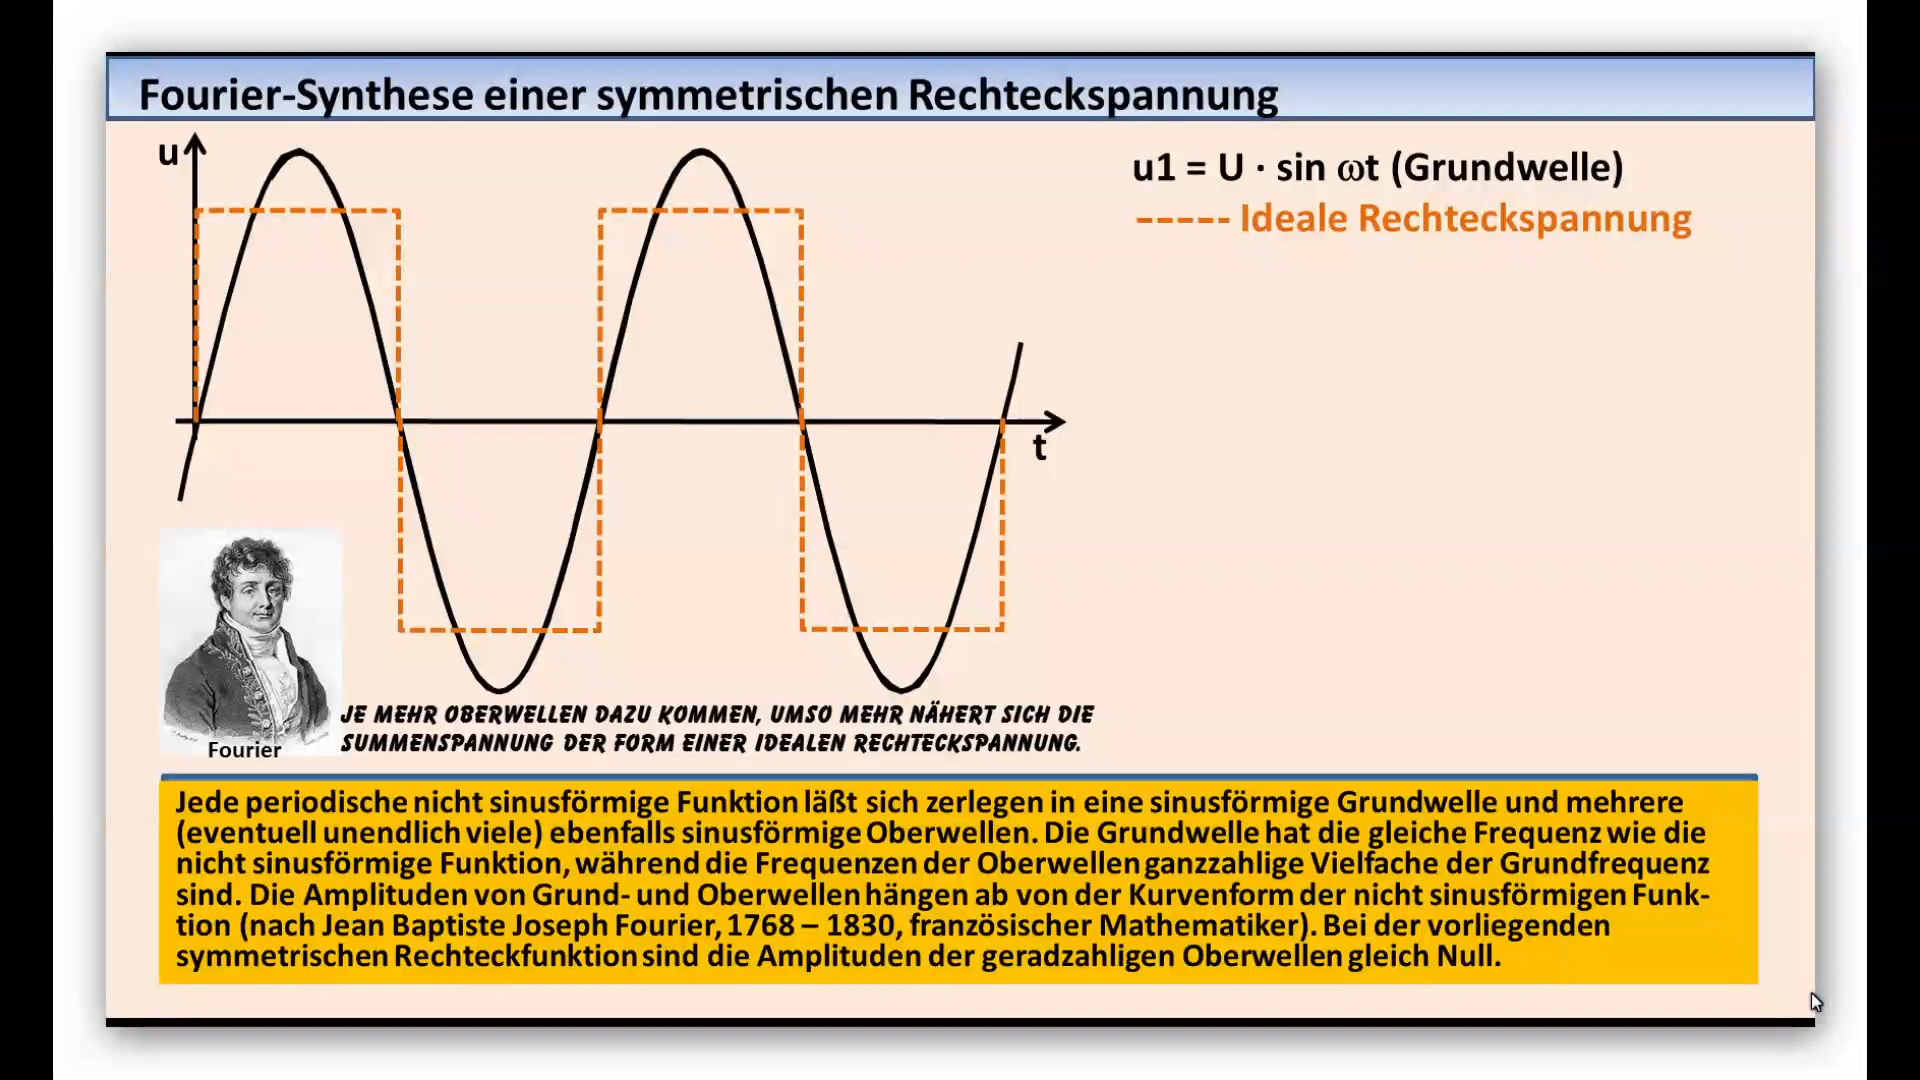 Fourier-Synthese einer symmetrischen Rechteckspannung
u
u1 = U · sin ωt (Grundwelle)
----- Ideale Rechteckspannung
t
JE MEHR OBERWELLEN DAZU KOMMEN, UMSO MEHR NÄHERT SICH DIE
SUMMENSPANNUNG DER FORM EINER IDEALEN RECHTECKSPANNUNG.
Fourier
Jede periodische nicht sinusförmige Funktion läßt sich zerlegen in eine sinusförmige Grundwelle und mehrere
(eventuell unendlich viele) ebenfalls sinusförmige Oberwellen. Die Grundwelle hat die gleiche Frequenz wie die
nicht sinusförmige Funktion, während die Frequenzen der Oberwellen ganzzahlige Vielfache der Grundfrequenz
sind. Die Amplituden von Grund- und Oberwellen hängen ab von der Kurvenform der nicht sinusförmigen Funk-
tion (nach Jean Baptiste Joseph Fourier, 1768 – 1830, französischer Mathematiker). Bei der vorliegenden
symmetrischen Rechteckfunktion sind die Amplituden der geradzahligen Oberwellen gleich Null.